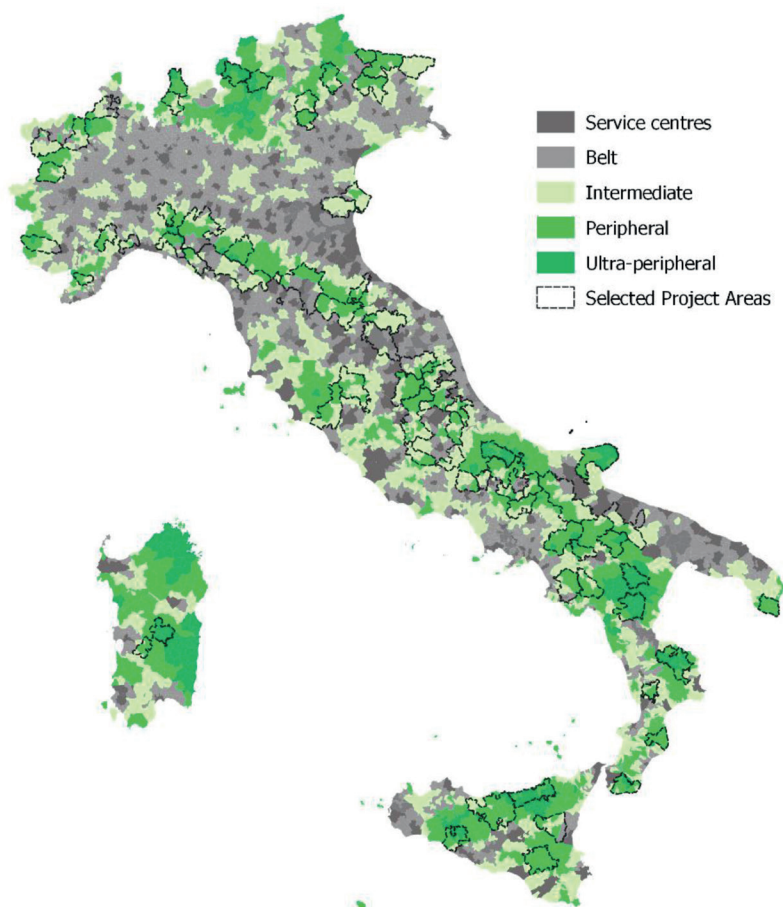 Service centres
Belt
Intermediate
Peripheral
Ultra-peripheral
Selected Project Areas